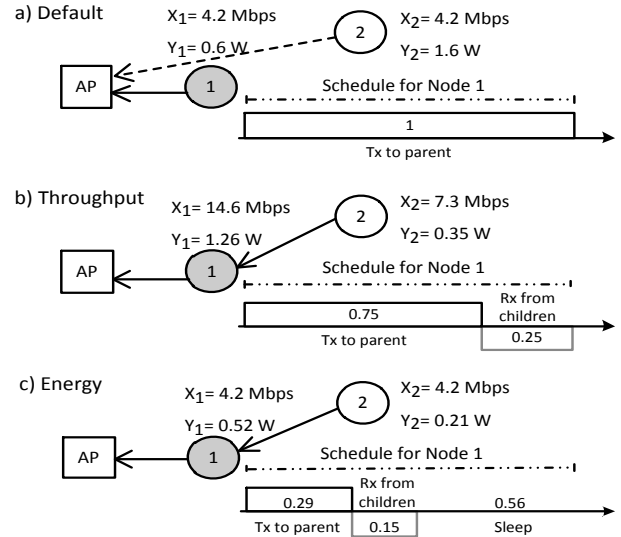 a) Default
X1= 4.2 Mbps
Y1= 0.6 W
2
X2= 4.2 Mbps
Y2= 1.6 W
AP
1
Schedule for Node 1
1
Tx to parent
b) Throughput
X1= 14.6 Mbps
Y1= 1.26 W
2
X2= 7.3 Mbps
Y2= 0.35 W
AP
1
Schedule for Node 1
0.75
Tx to parent
Rx from
children
0.25
c) Energy
X1= 4.2 Mbps
Y1= 0.52 W
2
X2= 4.2 Mbps
Y2= 0.21 W
AP
1
Schedule for Node 1
0.29
Tx to parent
Rx from
children
0.15
0.56
Sleep